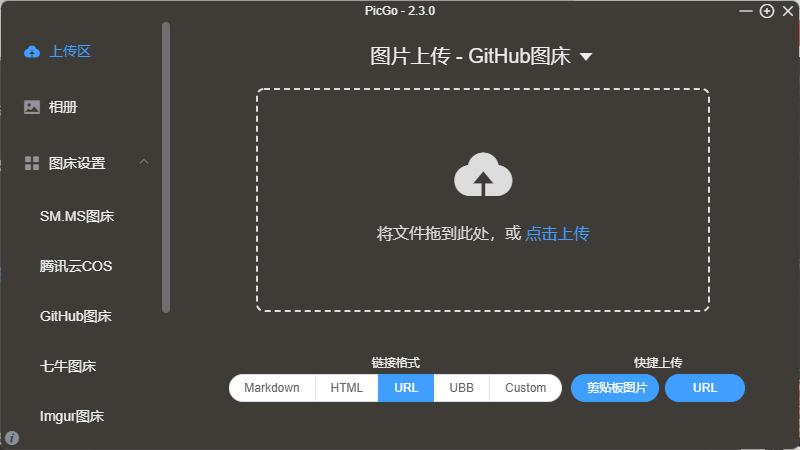 PicGo - 2.3.0
上传区
相册
图床设置
SM.MS图床
腾讯云COS
GitHub图床
七牛图床
Imgur图床
图片上传 - GitHub图床
将文件拖到此处，或 点击上传
链接格式
Markdown HTML URL UBB Custom
快捷上传
剪贴板图片 URL